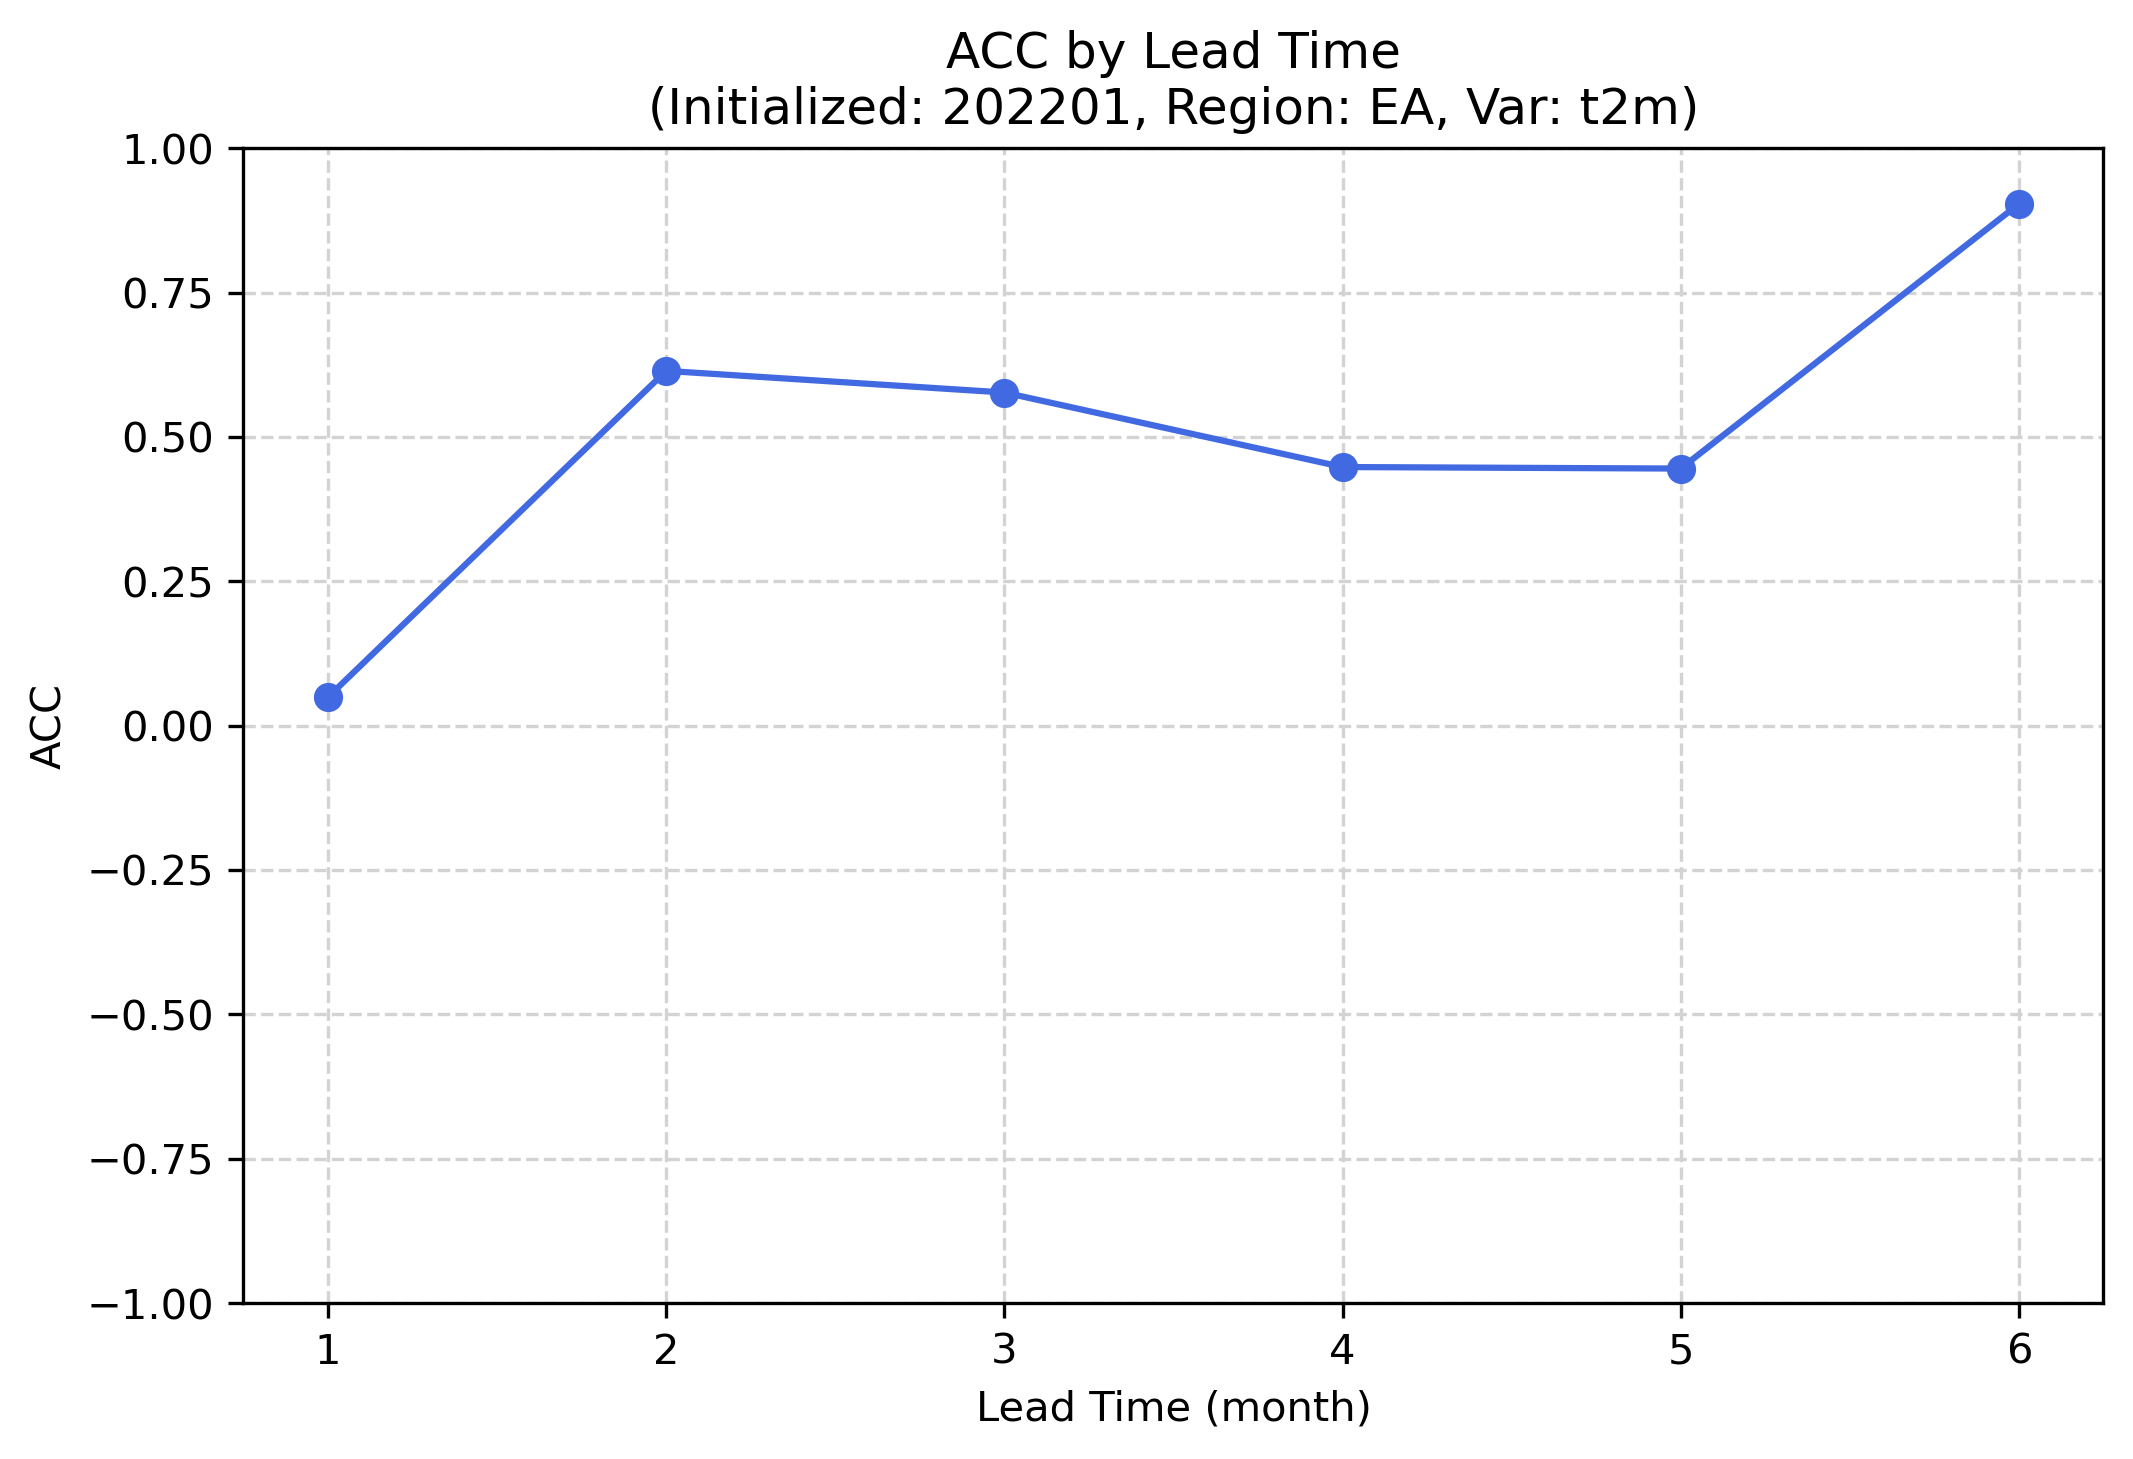 ACC by Lead Time
(Initialized: 202201, Region: EA, Var: t2m)
1.00
0.75
0.50
0.25
0.00
−0.25
−0.50
−0.75
−1.00
ACC
1 2 3 4 5 6
Lead Time (month)